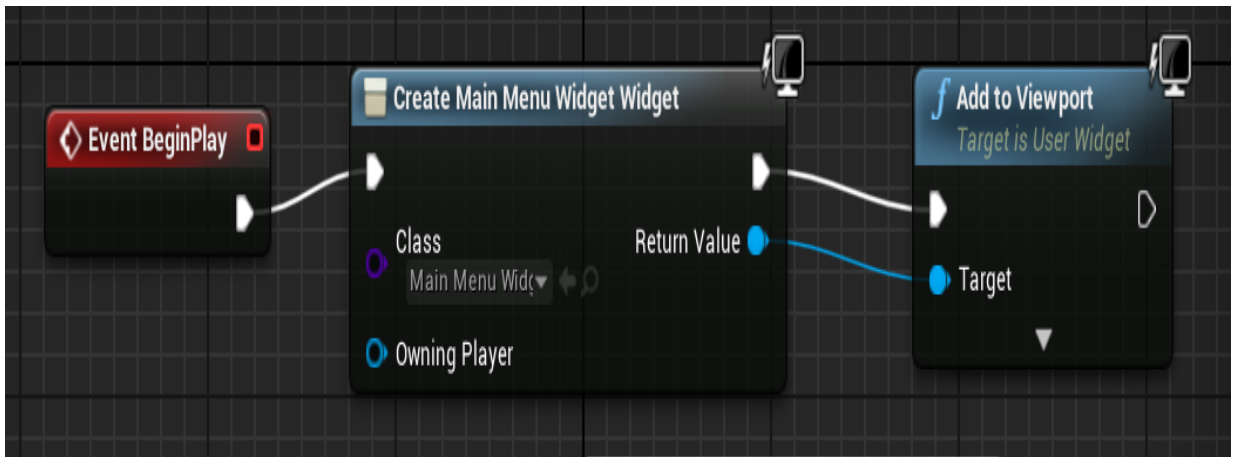 Event BeginPlay
Create Main Menu Widget Widget
Class
Main Menu Widg
Owning Player
Return Value
f Add to Viewport
Target is User Widget
Target